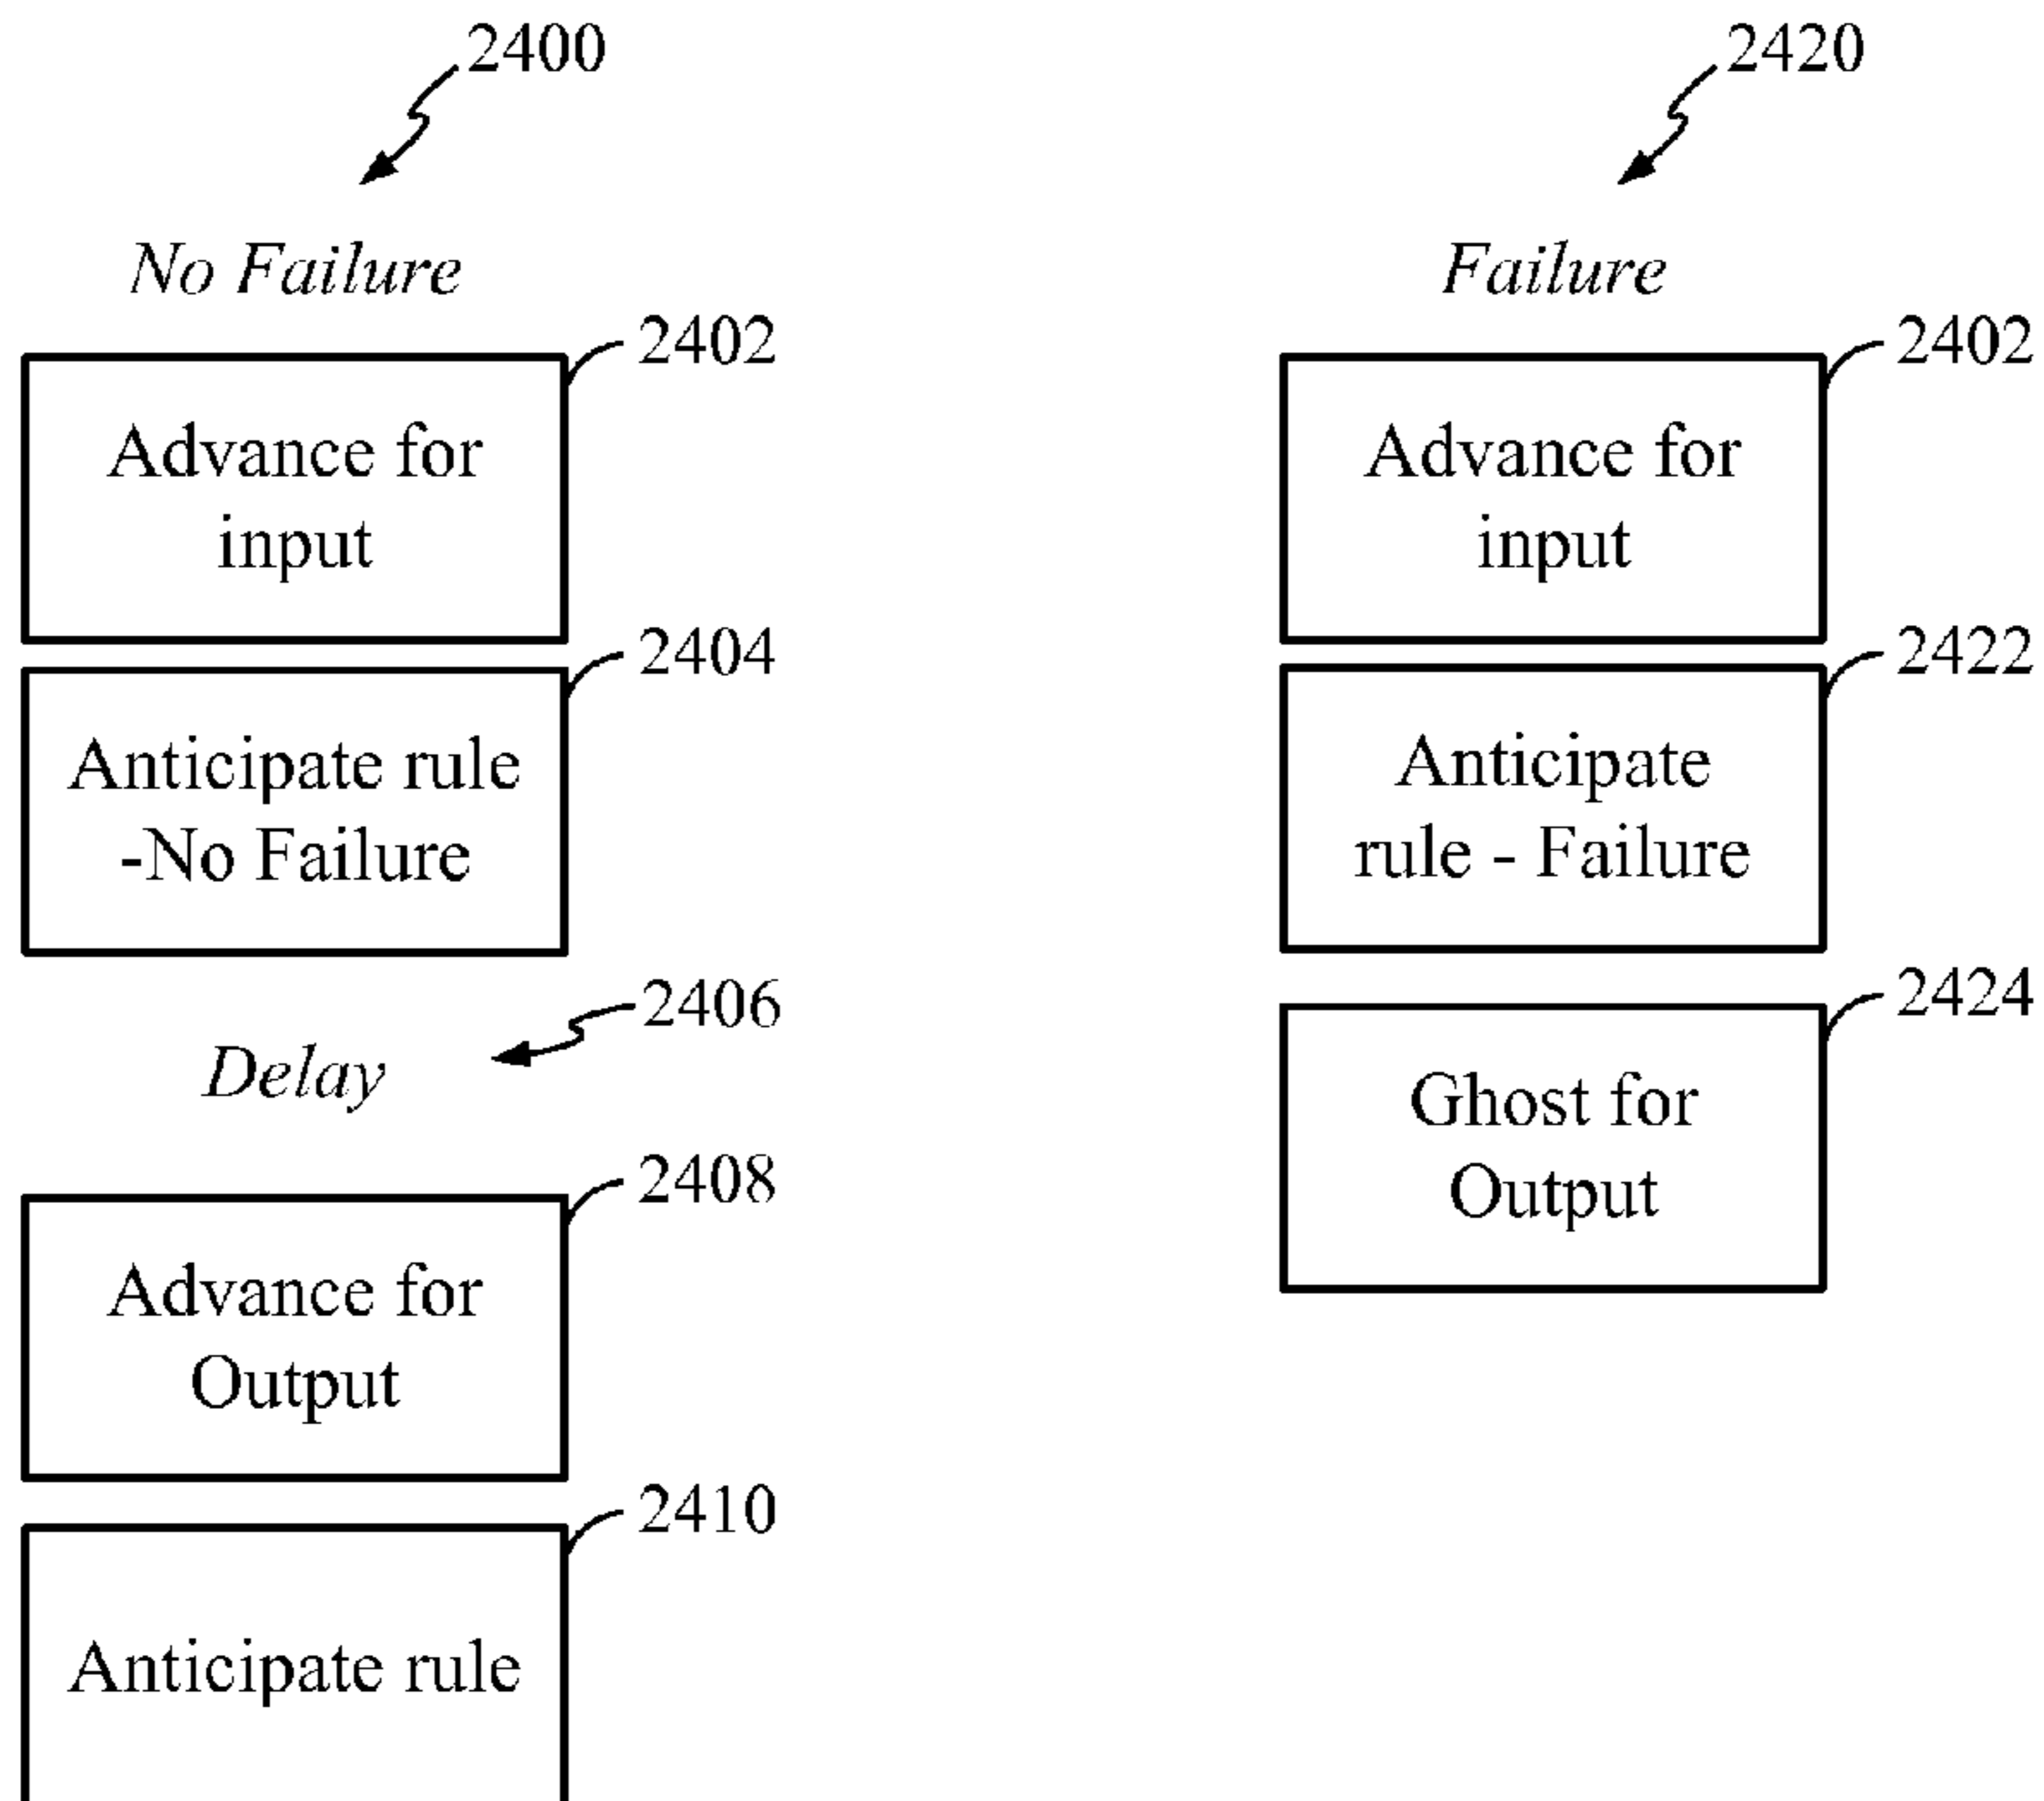 2400
No Failure
2402
Advance for
input
2404
Anticipate rule
-No Failure
2406
Delay
2408
Advance for
Output
2410
Anticipate rule
2420
Failure
2402
Advance for
input
2422
Anticipate
rule - Failure
2424
Ghost for
Output